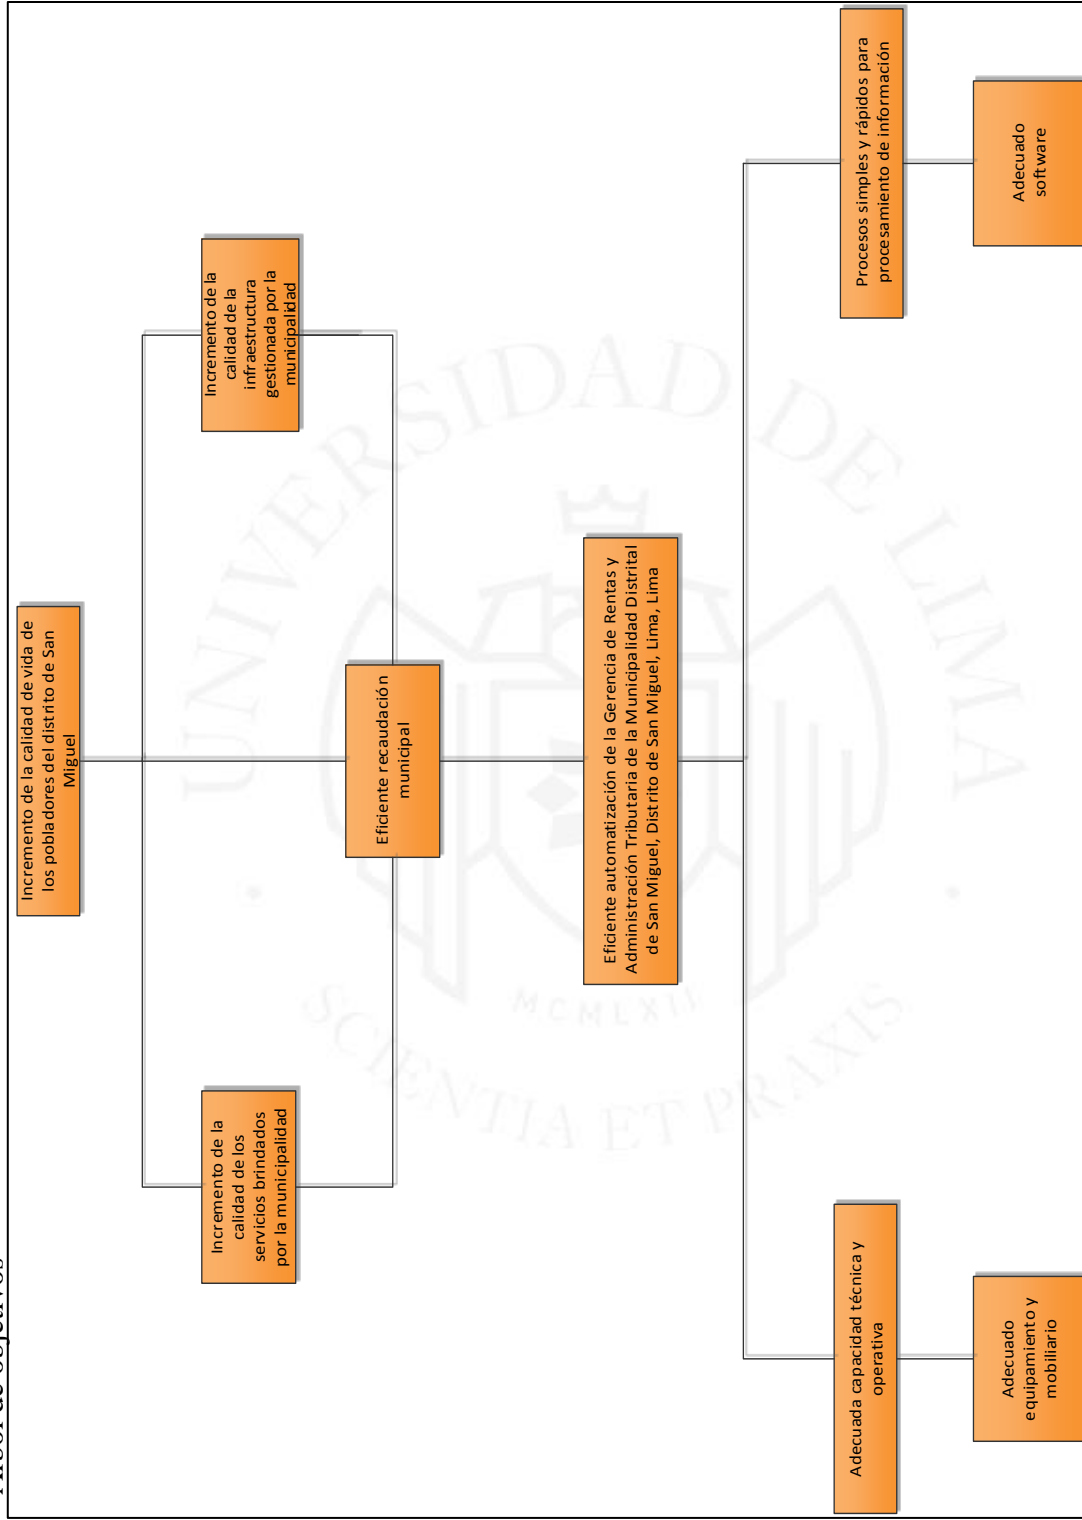 Árbol de objetivos
Incremento de la calidad de vida de
los pobladores del distrito de San
Miguel
Incremento de la
calidad de los
servicios brindados
por la municipalidad
Incremento de la
calidad de la
infraestructura
gestionada por la
municipalidad
Eficiente recaudación
municipal
Eficiente automatización de la Gerencia de Rentas y
Administración Tributaria de la Municipalidad Distrital
de San Miguel, Distrito de San Miguel, Lima, Lima
Adecuada capacidad técnica y
operativa
Procesos simples y rápidos para
procesamiento de información
Adecuado
equipamiento y
mobiliario
Adecuado
software
UNIVERSIDAD DE LIMA
MCMLXII
SCIENTIA ET PRAXIS